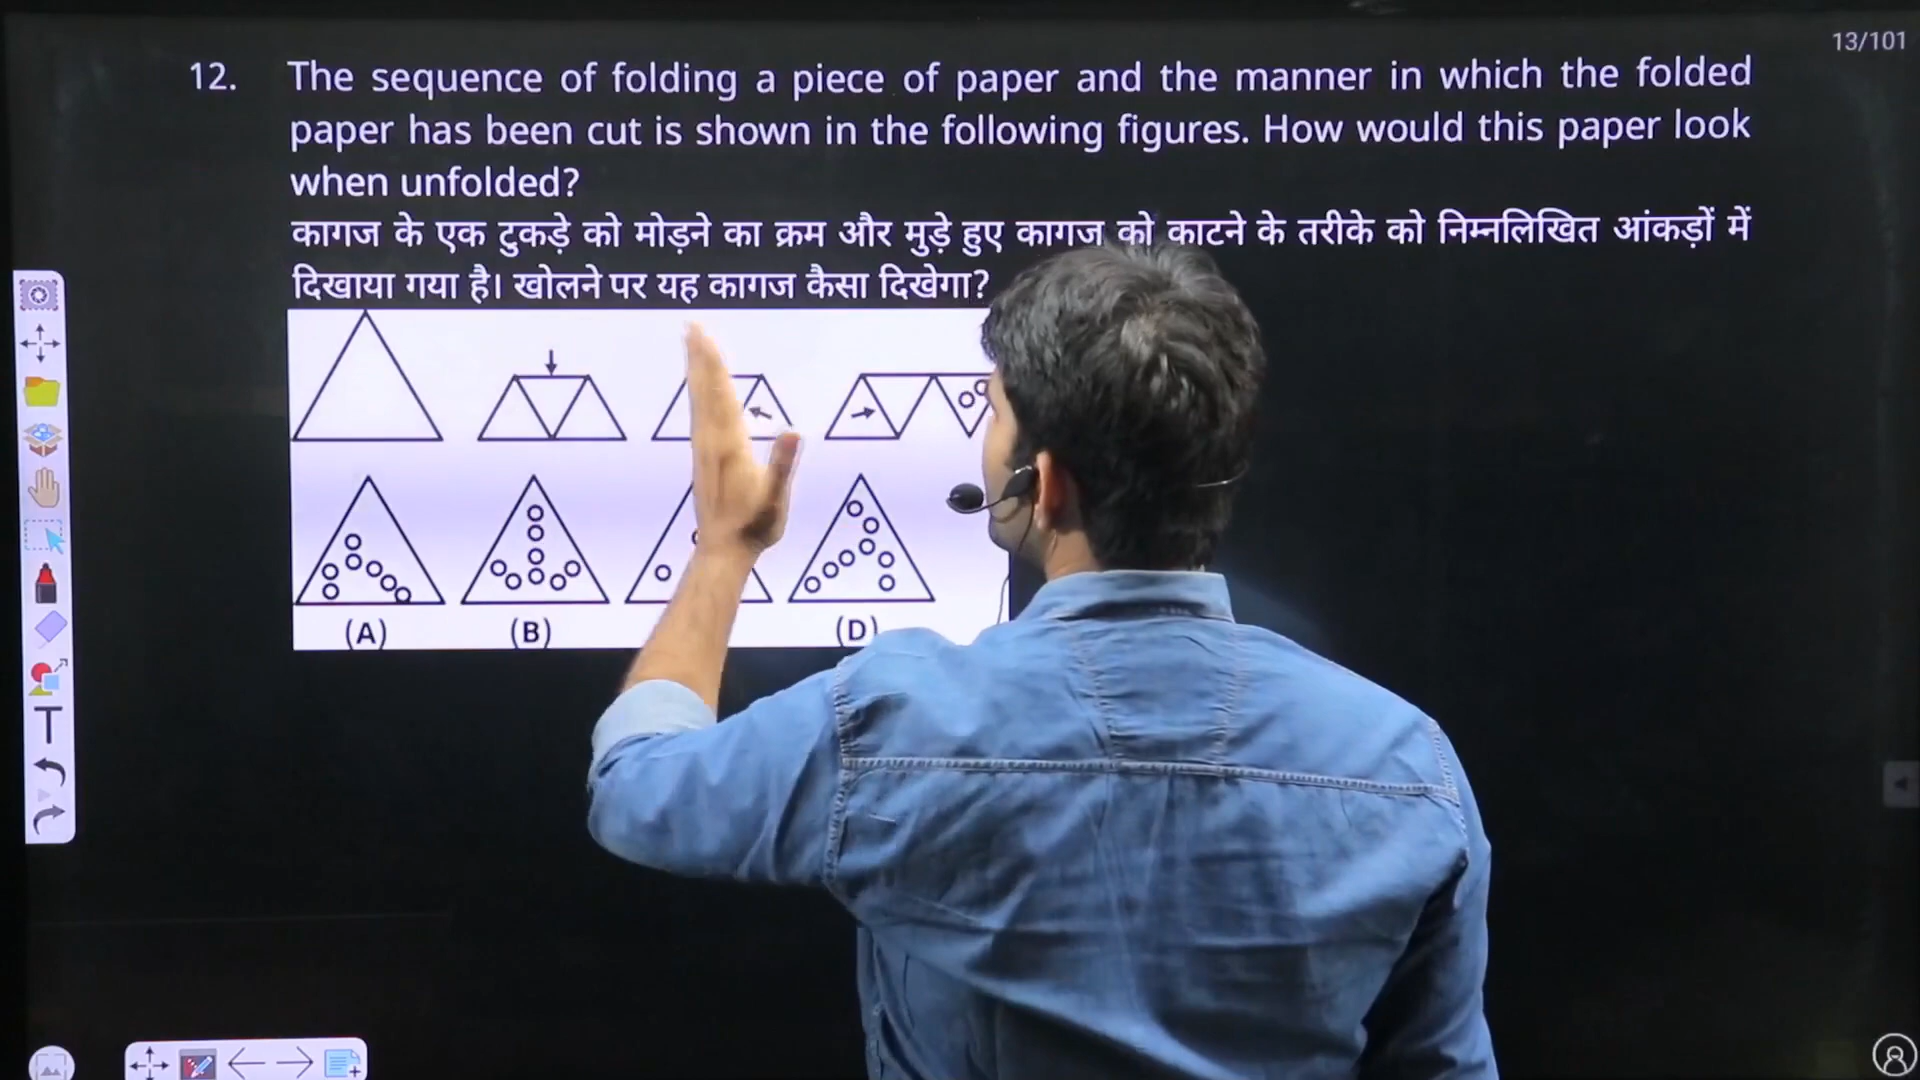 13/101
12. The sequence of folding a piece of paper and the manner in which the folded
paper has been cut is shown in the following figures. How would this paper look
when unfolded?
कागज के एक टुकड़े को मोड़ने का क्रम और मुड़े हुए कागज को काटने के तरीके को निम्नलिखित आंकड़ों में
दिखाया गया है। खोलने पर यह कागज कैसा दिखेगा?
(A) (B) (D)
T